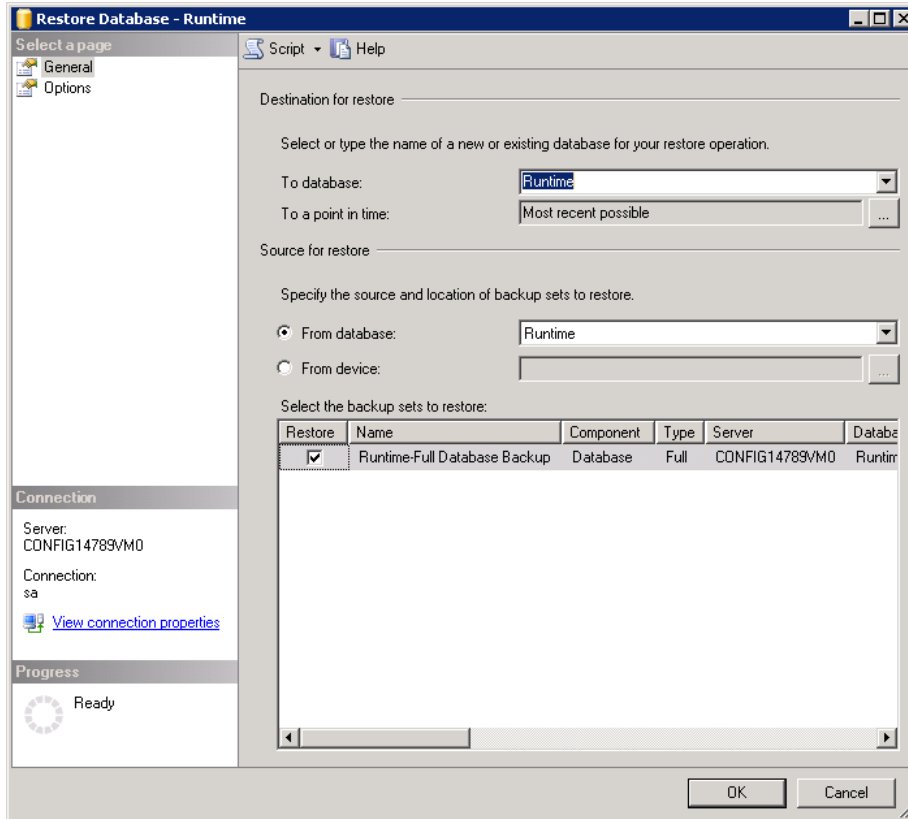 Restore Database - Runtime
Select a page
General
Options
Script
Help
Destination for restore
Select or type the name of a new or existing database for your restore operation.
To database:
Runtime
To a point in time:
Most recent possible
...
Source for restore
Specify the source and location of backup sets to restore.
From database:
Runtime
From device:
...
Select the backup sets to restore:
Restore Name Component Type Server Databa
Runtime-Full Database Backup Database Full CONFIG14789VM0 Runtim
Connection
Server:
CONFIG14789VM0
Connection:
sa
View connection properties
Progress
Ready
OK
Cancel